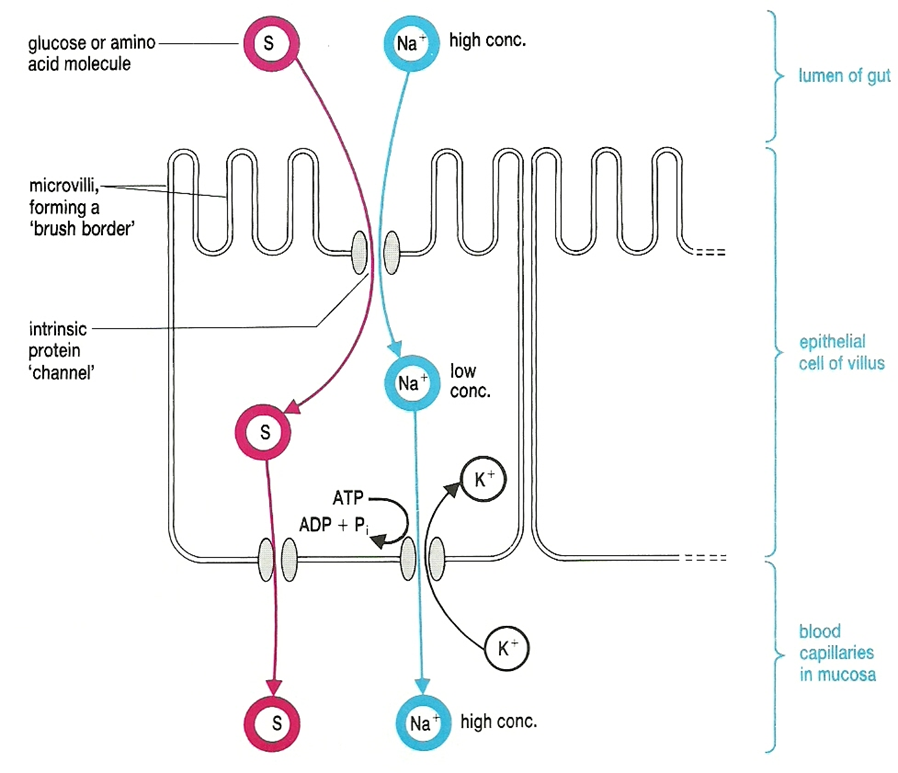 glucose or amino
acid molecule
S
Na+
high conc.
lumen of gut
microvilli,
forming a
‘brush border’
intrinsic
protein
‘channel’
epithelial
cell of villus
Na+
low
conc.
S
K+
ATP
ADP + Pi
K+
blood
capillaries
in mucosa
S
Na+
high conc.